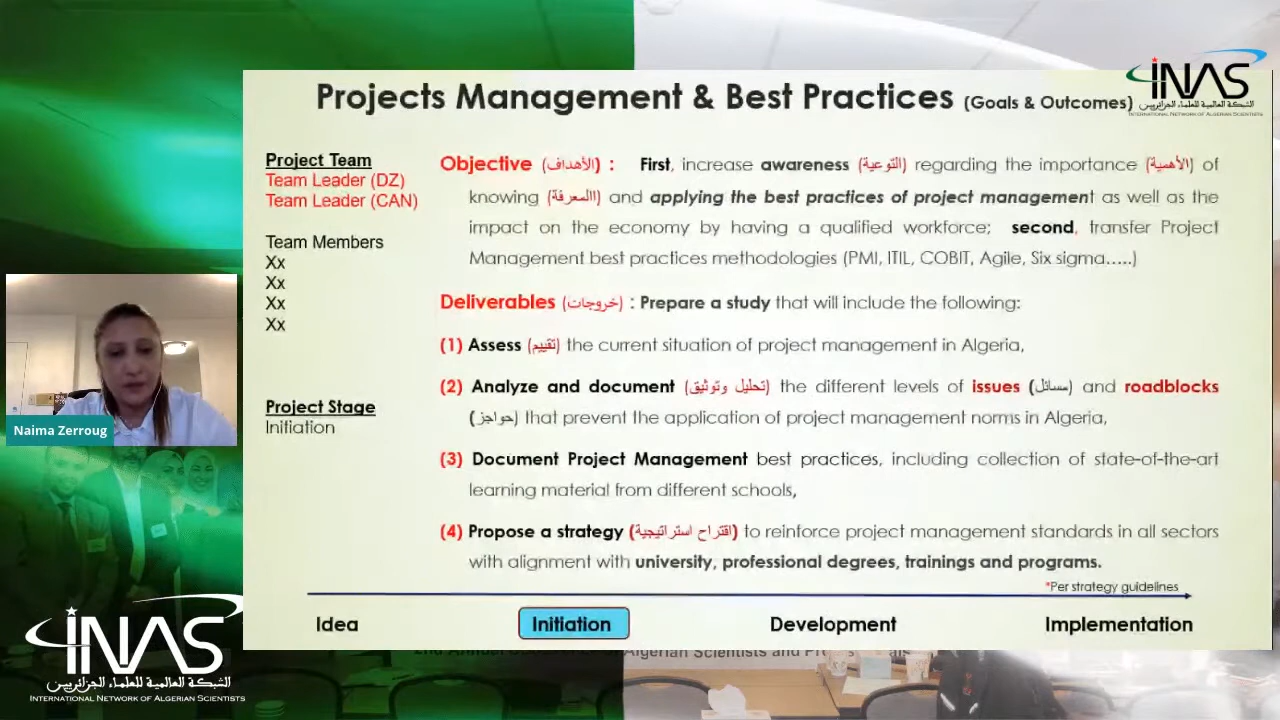 Projects Management & Best Practices (Goals & Outcomes)
iNAS
الشبكة العالمية للعلماء الجزائريين
INTERNATIONAL NETWORK OF ALGERIAN SCIENTISTS
Project Team
Team Leader (DZ)
Team Leader (CAN)
Team Members
Xx
Xx
Xx
Xx
Project Stage
Initiation
Objective (الأهداف) : First, increase awareness (التوعية) regarding the importance (الأهمية) of
knowing (االمعرفة) and applying the best practices of project management as well as the
impact on the economy by having a qualified workforce; second, transfer Project
Management best practices methodologies (PMI, ITIL, COBIT, Agile, Six sigma…..)
Deliverables (خروجات) : Prepare a study that will include the following:
(1) Assess (تقييم) the current situation of project management in Algeria,
(2) Analyze and document (تحليل وتوثيق) the different levels of issues (مسائل) and roadblocks
(حواجز) that prevent the application of project management norms in Algeria,
(3) Document Project Management best practices, including collection of state-of-the-art
learning material from different schools,
(4) Propose a strategy (اقتراح استراتيجية) to reinforce project management standards in all sectors
with alignment with university, professional degrees, trainings and programs.
*Per strategy guidelines
Idea Initiation Development Implementation
Naima Zerroug
iNAS
الشبكة العالمية للعلماء الجزائريين
INTERNATIONAL NETWORK OF ALGERIAN SCIENTISTS
2nd Annual Algerian Scientists and